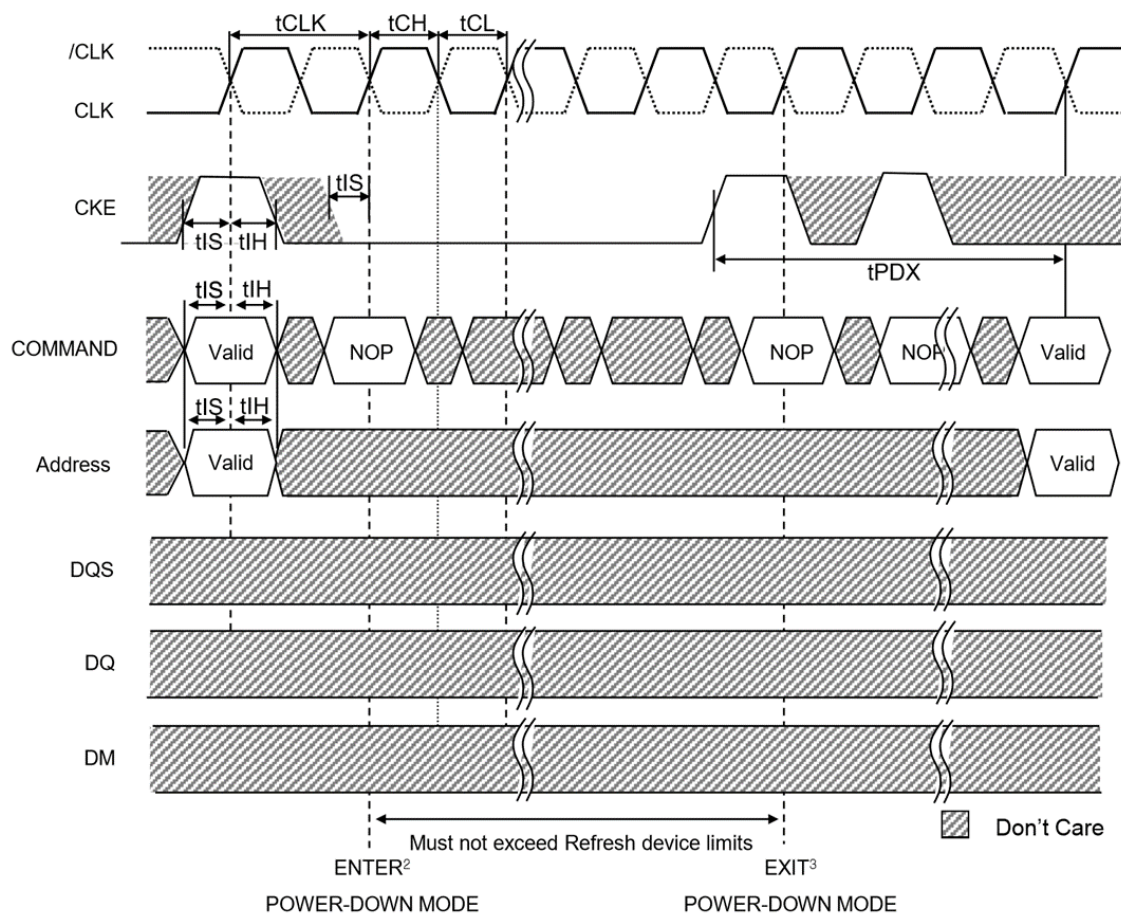 tCLK tCH tCL
/CLK
CLK
tIS
CKE
tIS tIH
tPDX
tIS tIH
COMMAND Valid NOP NOP NOP Valid
tIS tIH
Address Valid Valid
DQS
DQ
DM
Don't Care
Must not exceed Refresh device limits
ENTER² EXIT³
POWER-DOWN MODE POWER-DOWN MODE